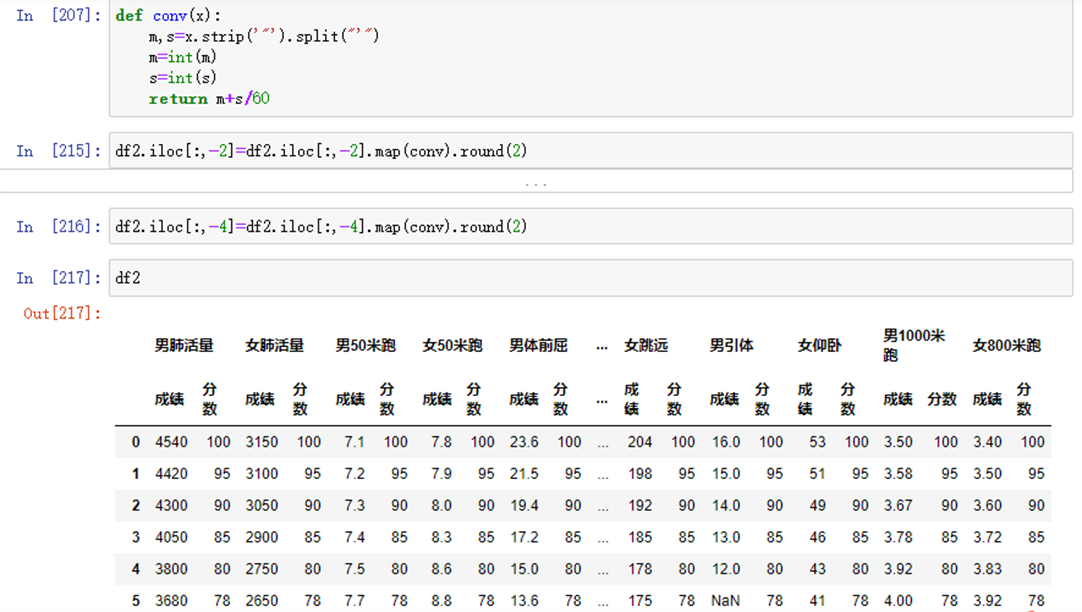 In [207]: def conv(x):
m,s=x.strip('"').split("'")
m=int(m)
s=int(s)
return m+s/60
In [215]: df2.iloc[:,-2]=df2.iloc[:,-2].map(conv).round(2)
...
In [216]: df2.iloc[:,-4]=df2.iloc[:,-4].map(conv).round(2)
In [217]: df2
Out[217]:
男肺活量 女肺活量 男50米跑 女50米跑 男体前屈 ... 女跳远 男引体 女仰卧 男1000米跑 女800米跑
成绩 分数 成绩 分数 成绩 分数 成绩 分数 成绩 分数 ... 成绩 分数 成绩 分数 成绩 分数 成绩 分数 成绩 分数
0 4540 100 3150 100 7.1 100 7.8 100 23.6 100 ... 204 100 16.0 100 53 100 3.50 100 3.40 100
1 4420 95 3100 95 7.2 95 7.9 95 21.5 95 ... 198 95 15.0 95 51 95 3.58 95 3.50 95
2 4300 90 3050 90 7.3 90 8.0 90 19.4 90 ... 192 90 14.0 90 49 90 3.67 90 3.60 90
3 4050 85 2900 85 7.4 85 8.3 85 17.2 85 ... 185 85 13.0 85 46 85 3.78 85 3.72 85
4 3800 80 2750 80 7.5 80 8.6 80 15.0 80 ... 178 80 12.0 80 43 80 3.92 80 3.83 80
5 3680 78 2650 78 7.7 78 8.8 78 13.6 78 ... 175 78 NaN 78 41 78 4.00 78 3.92 78